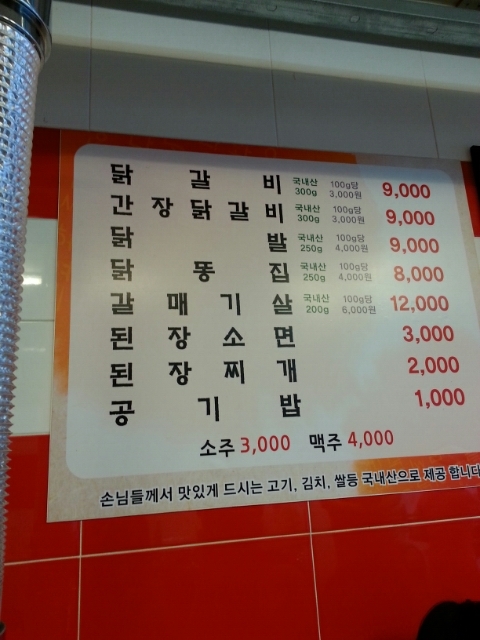 닭 갈 비 국내산 300g 100g당 3,000원 9,000
간 장 닭 갈 비 국내산 300g 100g당 3,000원 9,000
닭 발 국내산 250g 100g당 4,000원 9,000
닭 똥 집 국내산 250g 100g당 4,000원 8,000
갈 매 기 살 국내산 200g 100g당 6,000원 12,000
된 장 소 면 3,000
된 장 찌 개 2,000
공 기 밥 1,000
소주 3,000 맥주 4,000
손님들께서 맛있게 드시는 고기, 김치, 쌀등 국내산으로 제공 합니다